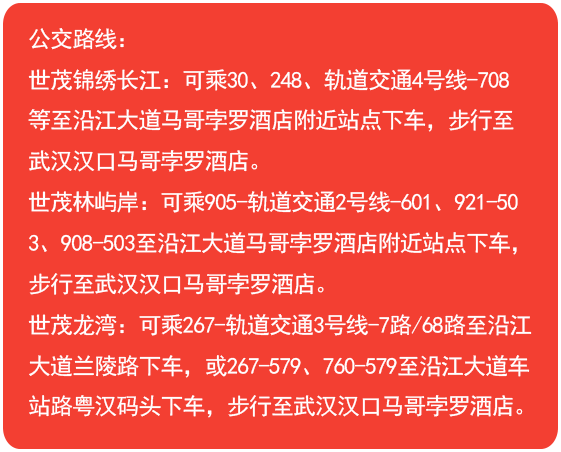 公交路线：
世茂锦绣长江：可乘30、248、轨道交通4号线-708
等至沿江大道马哥孛罗酒店附近站点下车，步行至
武汉汉口马哥孛罗酒店。
世茂林屿岸：可乘905-轨道交通2号线-601、921-50
3、908-503至沿江大道马哥孛罗酒店附近站点下车，
步行至武汉汉口马哥孛罗酒店。
世茂龙湾：可乘267-轨道交通3号线-7路/68路至沿江
大道兰陵路下车，或267-579、760-579至沿江大道车
站路粤汉码头下车，步行至武汉汉口马哥孛罗酒店。